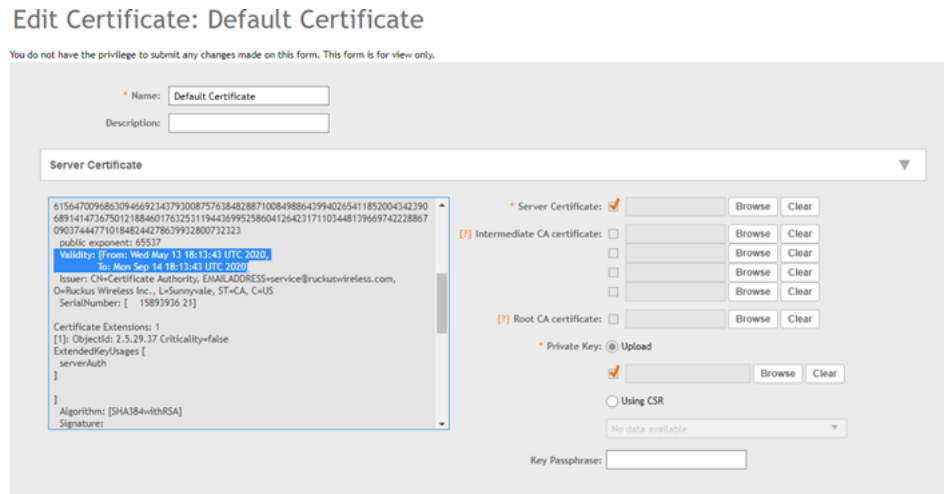 Edit Certificate: Default Certificate
You do not have the privilege to submit any changes made on this form. This form is for view only.
* Name: Default Certificate
Description:
Server Certificate
61564700968630946692343793008757638482887100849886439940265411852004342390
68914147367501218846017632531194436995258604126423171103448139669742228867
09037444771018482442786399328007 32323
public exponent: 65537
Validity: [From: Wed May 13 18:13:43 UTC 2020,
To: Mon Sep 14 18:13:43 UTC 2020]
Issuer: CN=Certificate Authority, EMAILADDRESS=service@ruckuswireless.com,
O=Ruckus Wireless Inc., L=Sunnyvale, ST=CA, C=US
SerialNumber: [ 15893936 21]
Certificate Extensions: 1
[1]: ObjectId: 2.5.29.37 Criticality=false
ExtendedKeyUsages [
serverAuth
]
]
Algorithm: [SHA384withRSA]
Signature:
* Server Certificate: Browse Clear
[?] Intermediate CA certificate: Browse Clear
Browse Clear
Browse Clear
Browse Clear
[?] Root CA certificate: Browse Clear
* Private Key: Upload
Browse Clear
Using CSR
No data available
Key Passphrase: